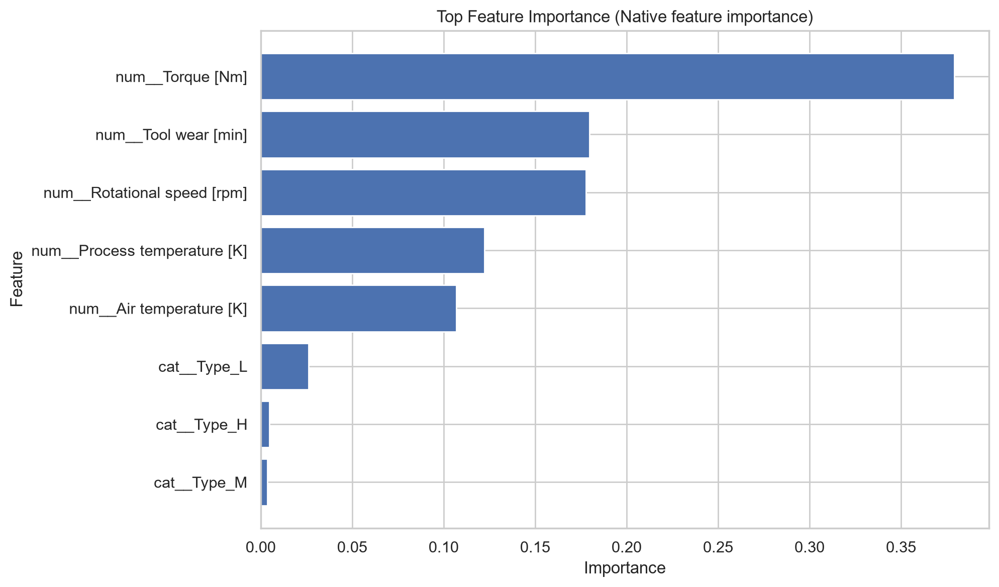 Top Feature Importance (Native feature importance)
Feature
num__Torque [Nm]
num__Tool wear [min]
num__Rotational speed [rpm]
num__Process temperature [K]
num__Air temperature [K]
cat__Type_L
cat__Type_H
cat__Type_M
0.00 0.05 0.10 0.15 0.20 0.25 0.30 0.35
Importance